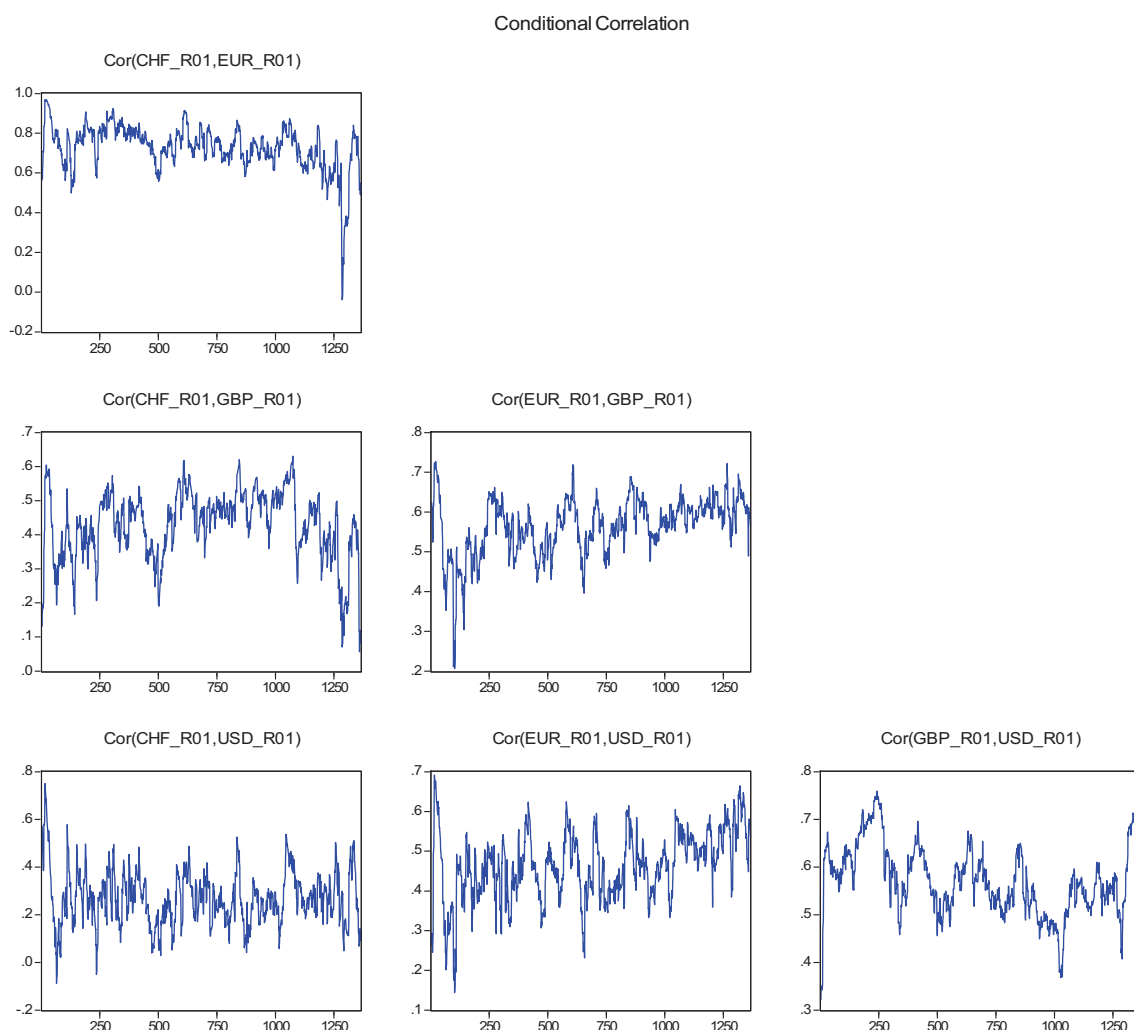 Conditional Correlation
Cor(CHF_R01,EUR_R01)
1.0
0.8
0.6
0.4
0.2
0.0
-0.2
250 500 750 1000 1250
Cor(CHF_R01,GBP_R01) Cor(EUR_R01,GBP_R01)
.7 .8
.6 .7
.5 .6
.4 .5
.3 .4
.2 .3
.1 .2
.0
250 500 750 1000 1250 250 500 750 1000 1250
Cor(CHF_R01,USD_R01) Cor(EUR_R01,USD_R01) Cor(GBP_R01,USD_R01)
.8 .7 .8
.6 .6 .7
.4 .5 .6
.2 .4 .5
.0 .3 .4
-.2 .2 .3
.1
250 500 750 1000 1250 250 500 750 1000 1250 250 500 750 1000 1250